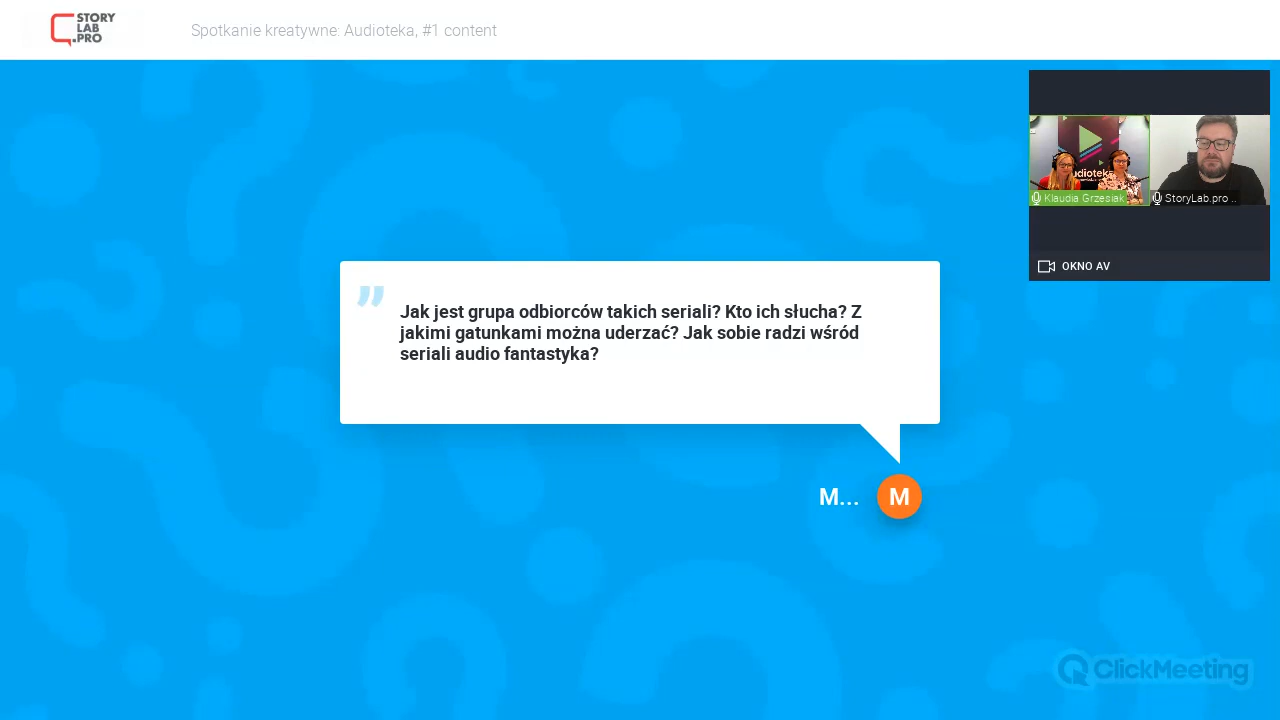 STORY
LAB
.PRO
Spotkanie kreatywne: Audioteka, #1 content
Jak jest grupa odbiorców takich seriali? Kto ich słucha? Z
jakimi gatunkami można uderzać? Jak sobie radzi wśród
seriali audio fantastyka?
M... M
dioteka
Klaudia Grzesiak
StoryLab.pro ..
OKNO AV
ClickMeeting